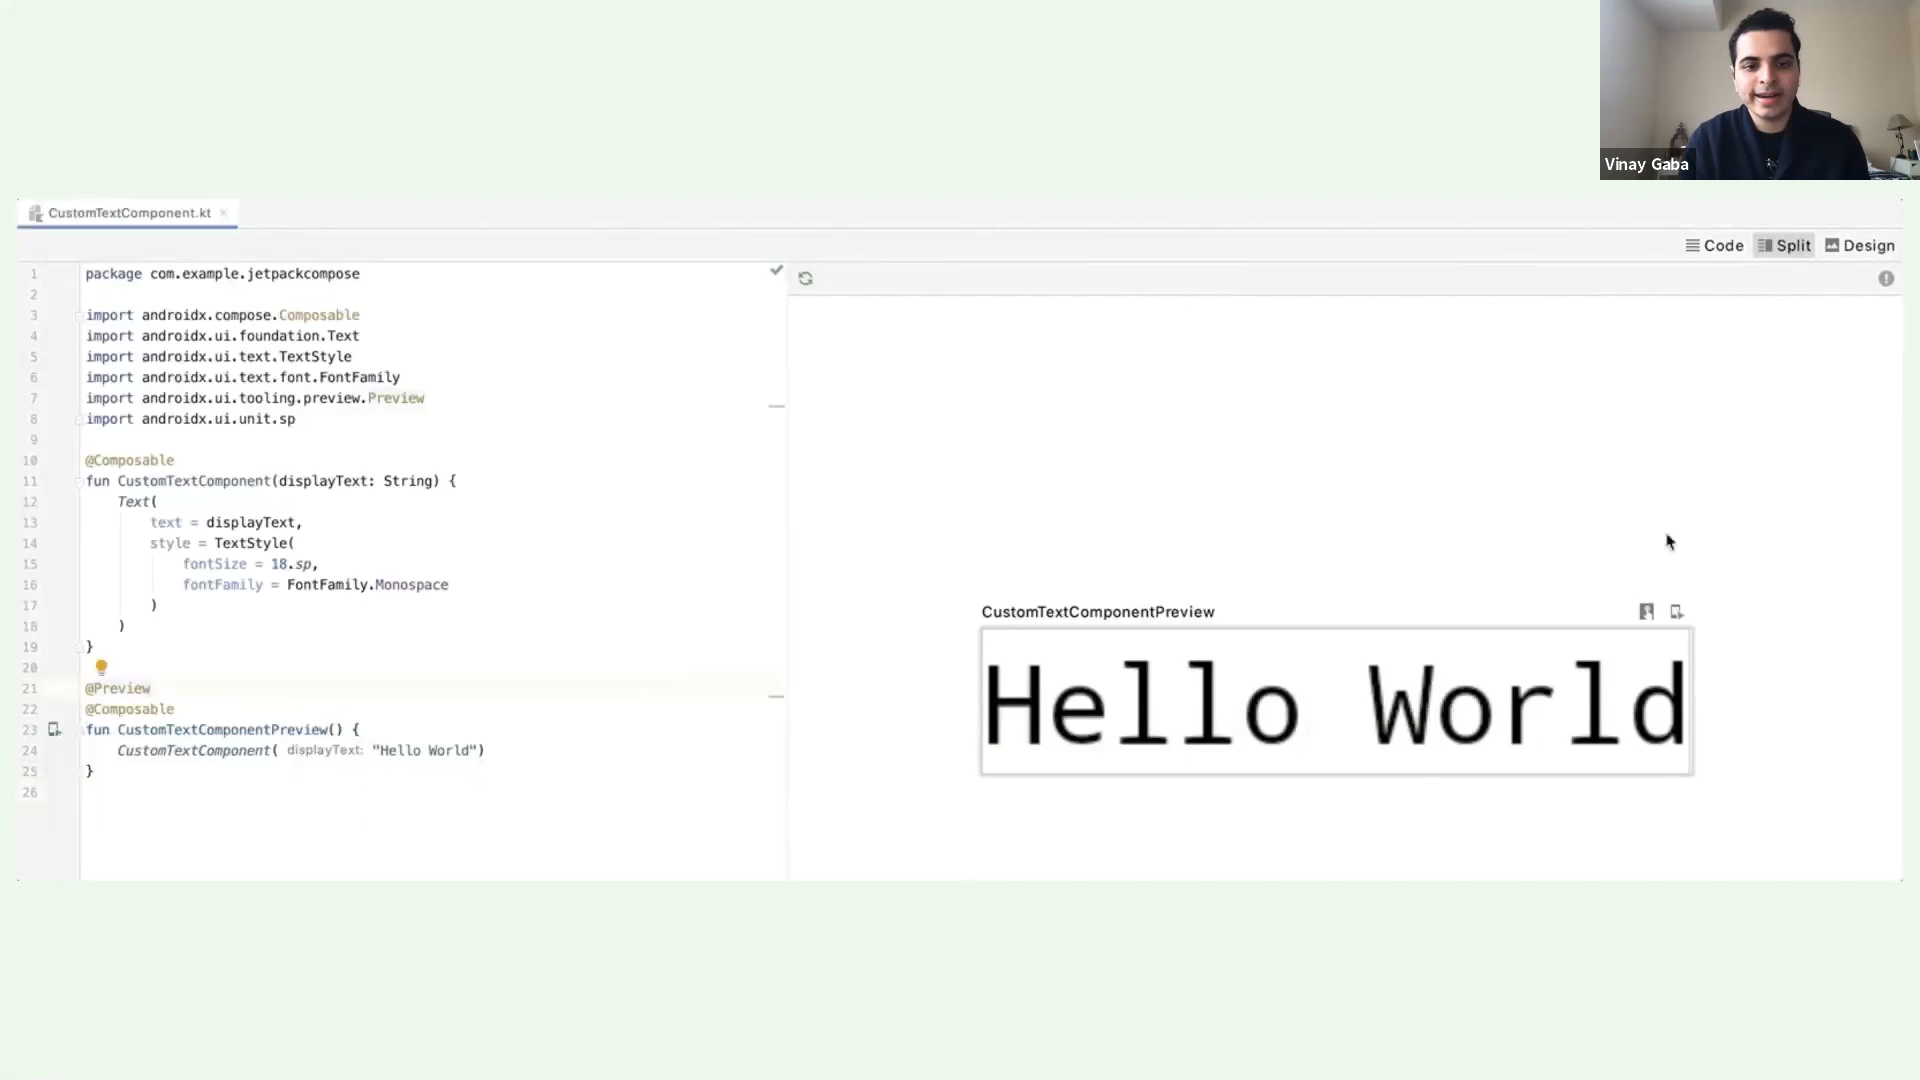 Vinay Gaba
CustomTextComponent.kt
Code Split Design
1 package com.example.jetpackcompose
2
3 import androidx.compose.Composable
4 import androidx.ui.foundation.Text
5 import androidx.ui.text.TextStyle
6 import androidx.ui.text.font.FontFamily
7 import androidx.ui.tooling.preview.Preview
8 import androidx.ui.unit.sp
9
10 @Composable
11 fun CustomTextComponent(displayText: String) {
12 Text(
13 text = displayText,
14 style = TextStyle(
15 fontSize = 18.sp,
16 fontFamily = FontFamily.Monospace
17 )
18 )
19 }
20
21 @Preview
22 @Composable
23 fun CustomTextComponentPreview() {
24 CustomTextComponent( displayText: "Hello World")
25 }
26
CustomTextComponentPreview
Hello World